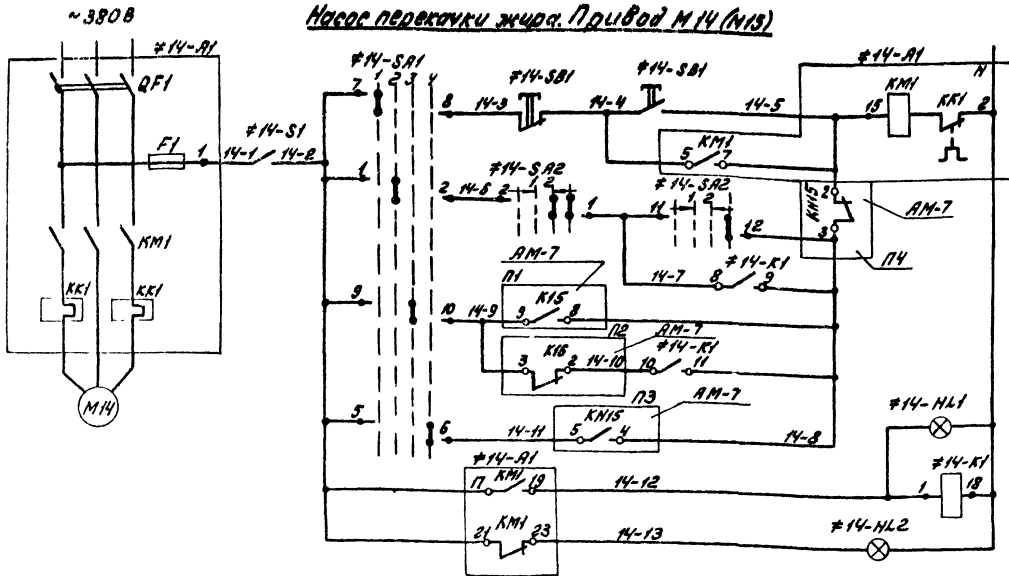 ~380В
Насос перекачки жира. Привод М14 (М15)
≠14-А1
QF1
F1
1
14-1
≠14-S1
14-2
КМ1
КК1
КК1
М14
≠14-SA1
1 2 3 4
7
8
14-3
≠14-SB1
14-4
≠14-SB1
14-5
≠14-А1
15
КМ1
КК1
2
N
КМ1
5 7
1
2
14-6
2
≠14-SA2
1 2
1
11
≠14-SA2
1 2
12
2
КН15
3
АМ-7
П4
14-7
8
≠14-К1
9
АМ-7
П1
9
10
14-9
9
К15
8
П2
АМ-7
3
К16
2
14-10
10
≠14-К1
11
П3
АМ-7
5
6
14-11
5
КН15
4
14-8
≠14-HL1
≠14-А1
П
КМ1
19
14-12
≠14-К1
1
18
21
КМ1
23
14-13
≠14-HL2